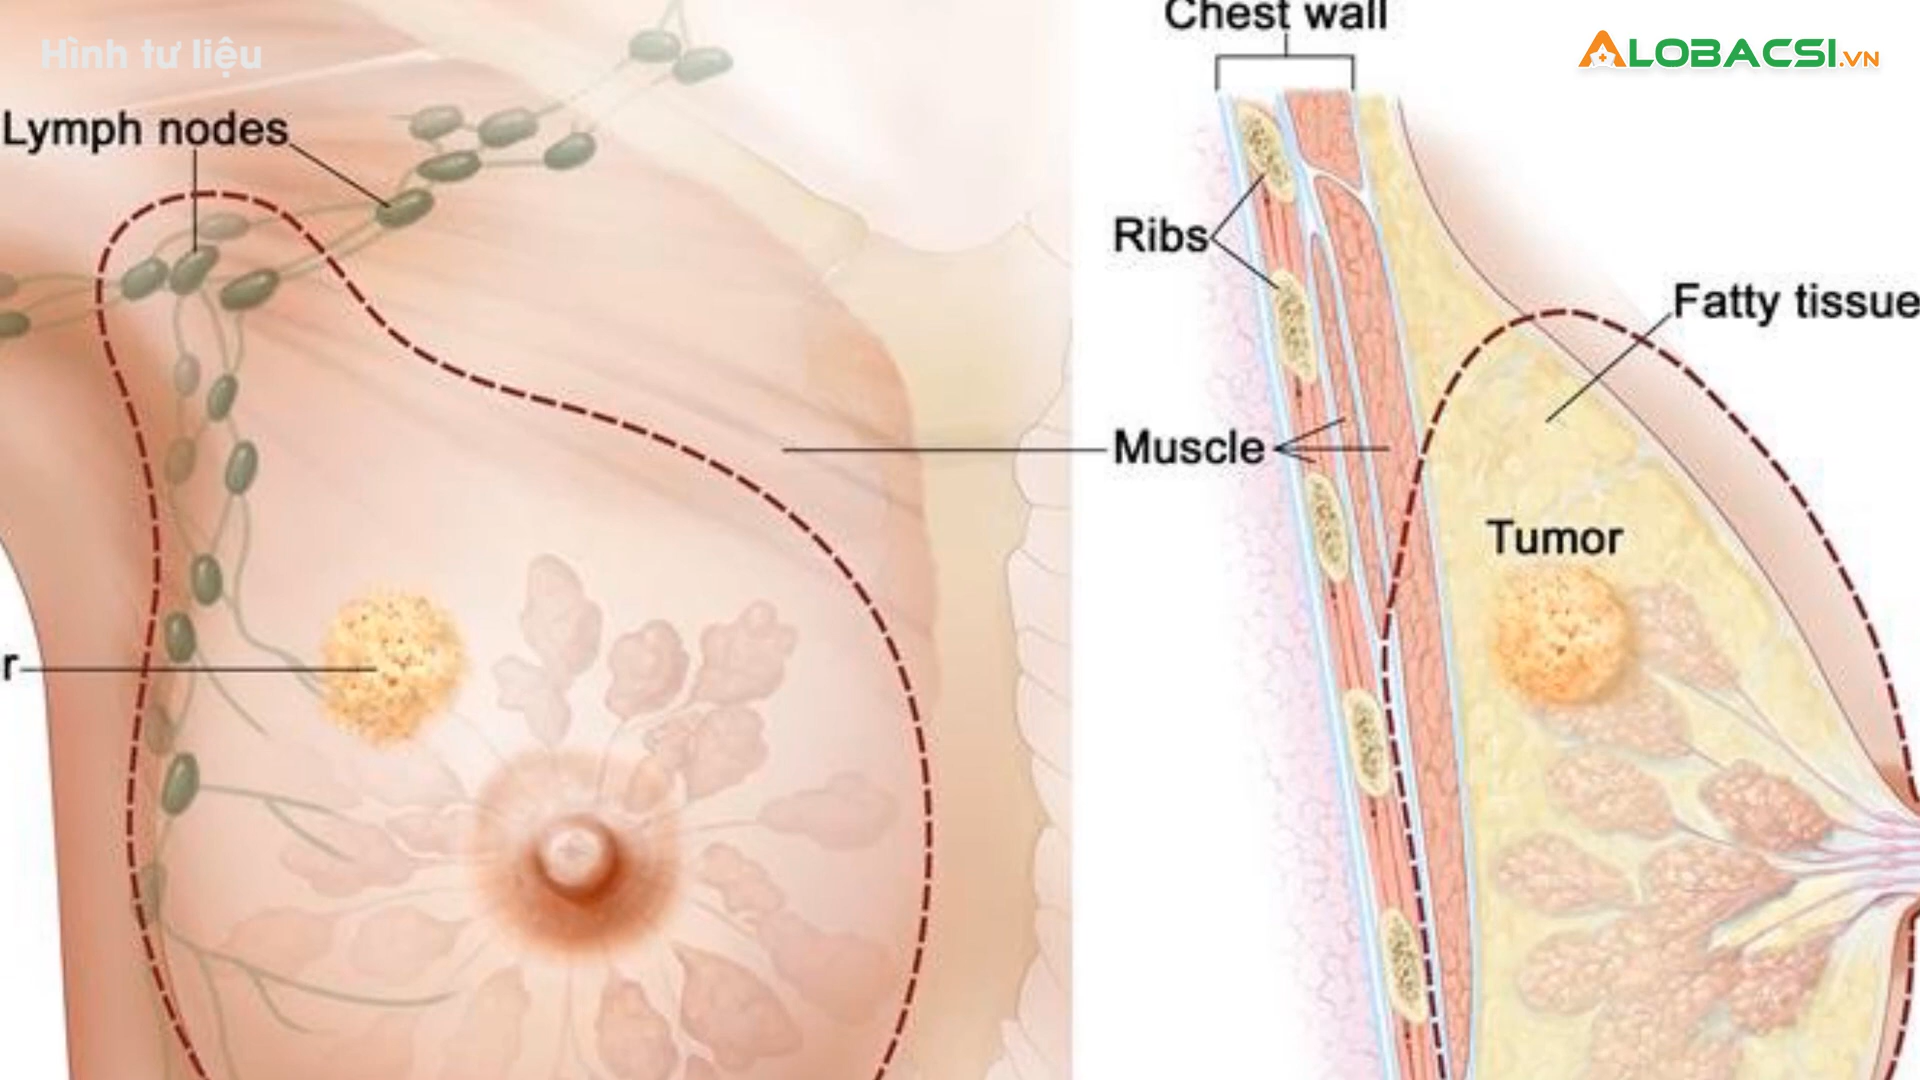 Hình tư liệu
Chest wall
ALOBACSI.VN
Lymph nodes
Ribs
Fatty tissue
Muscle
Tumor
r